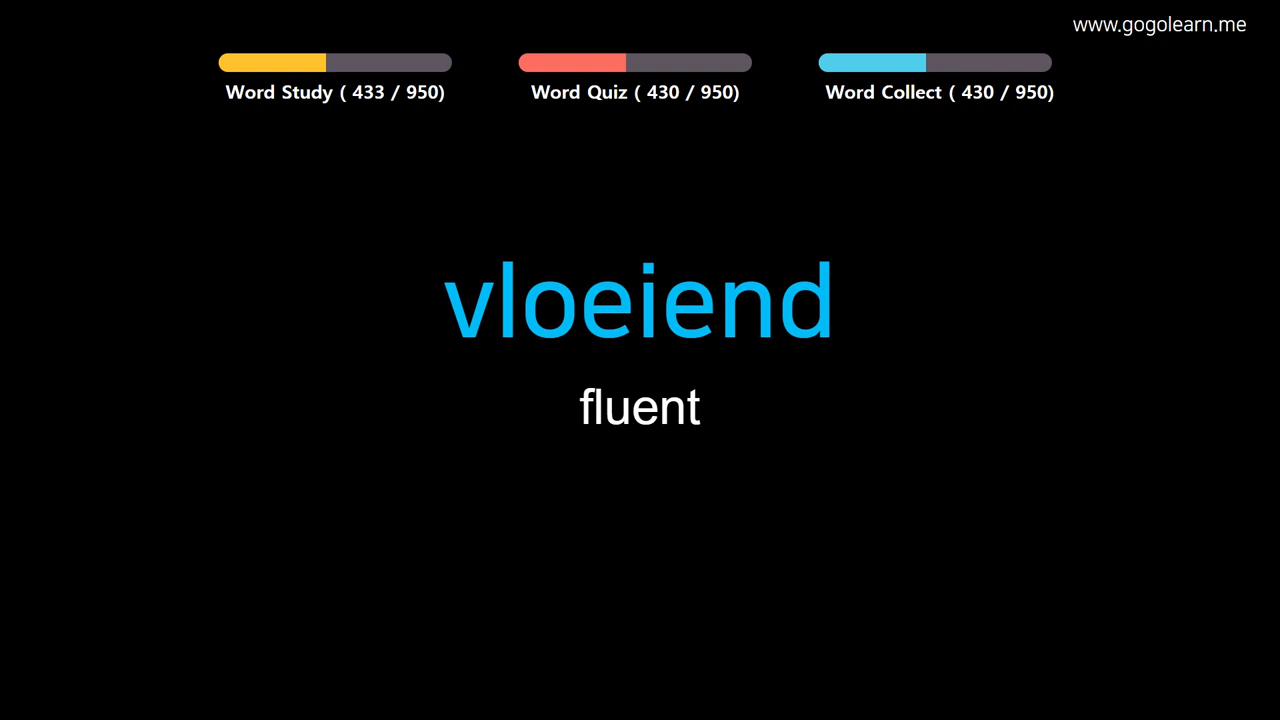 www.gogolearn.me
Word Study ( 433 / 950)
Word Quiz ( 430 / 950)
Word Collect ( 430 / 950)
vloeiend
fluent